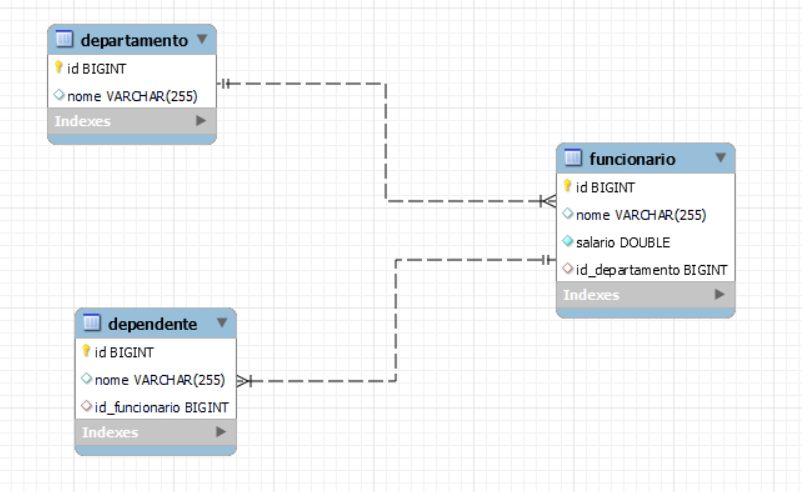 departamento
id BIGINT
nome VARCHAR(255)
Indexes
funcionario
id BIGINT
nome VARCHAR(255)
salario DOUBLE
id_departamento BIGINT
Indexes
dependente
id BIGINT
nome VARCHAR(255)
id_funcionario BIGINT
Indexes